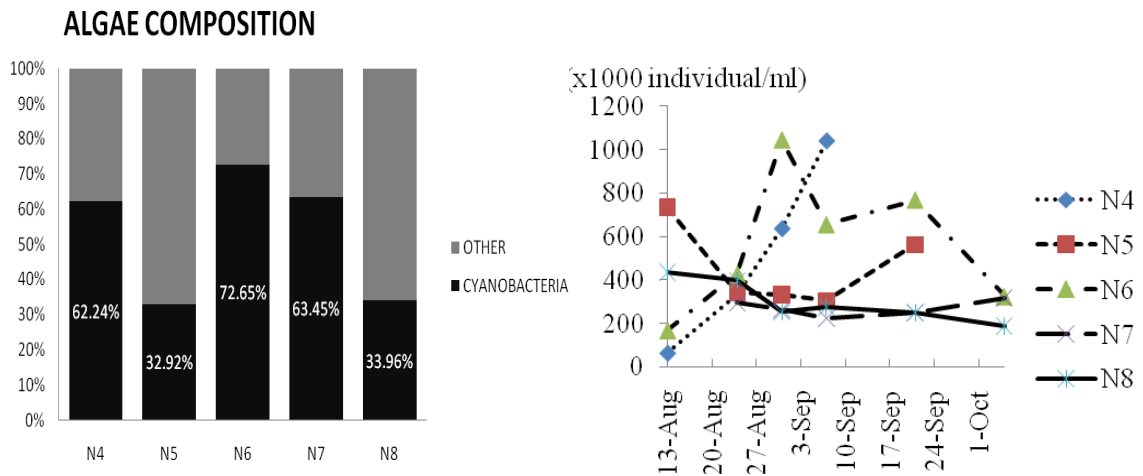 ALGAE COMPOSITION
100%
90%
80%
70%
60%
50%
40%
30%
20%
10%
0%
62.24%
32.92%
72.65%
63.45%
33.96%
N4
N5
N6
N7
N8
OTHER
CYANOBACTERIA
(x1000 individual/ml)
1200
1000
800
600
400
200
0
13-Aug
20-Aug
27-Aug
3-Sep
10-Sep
17-Sep
24-Sep
1-Oct
N4
N5
N6
N7
N8